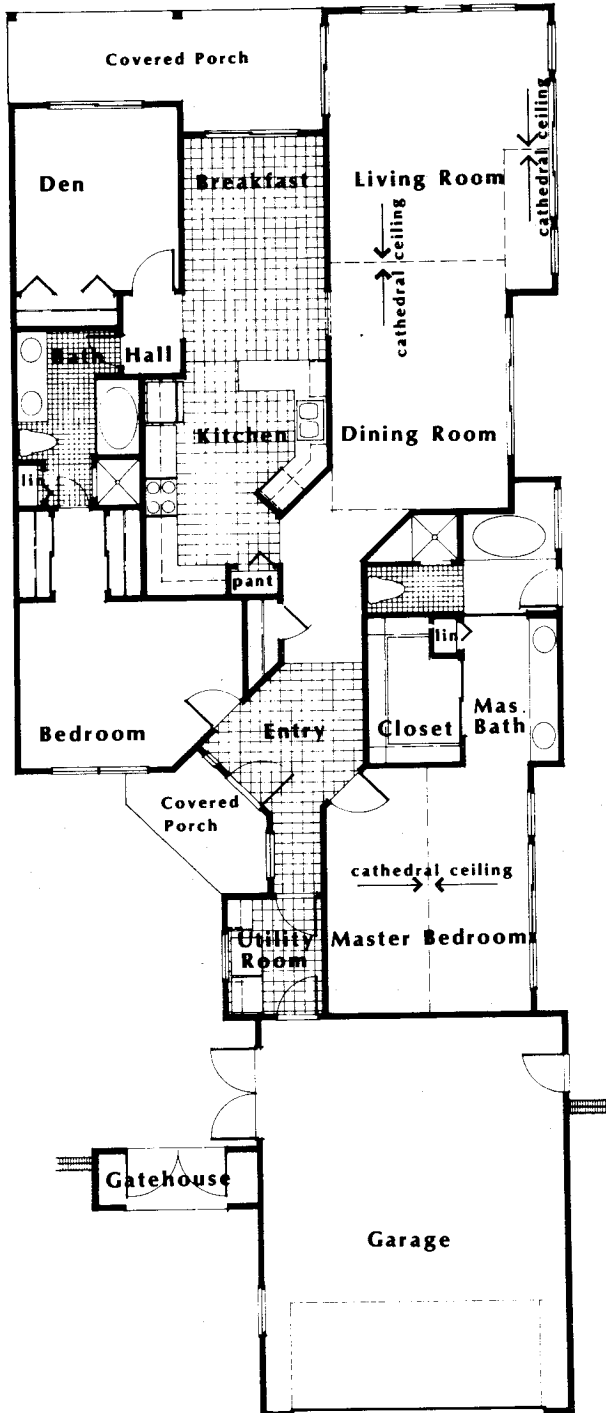 Covered Porch
Den
Breakfast
Living Room
cathedral ceiling
cathedral ceiling
Bath
Hall
Kitchen
Dining Room
lin
pant
lin
Closet
Mas.
Bath
Bedroom
Entry
Covered
Porch
cathedral ceiling
Utility
Room
Master Bedroom
Gatehouse
Garage